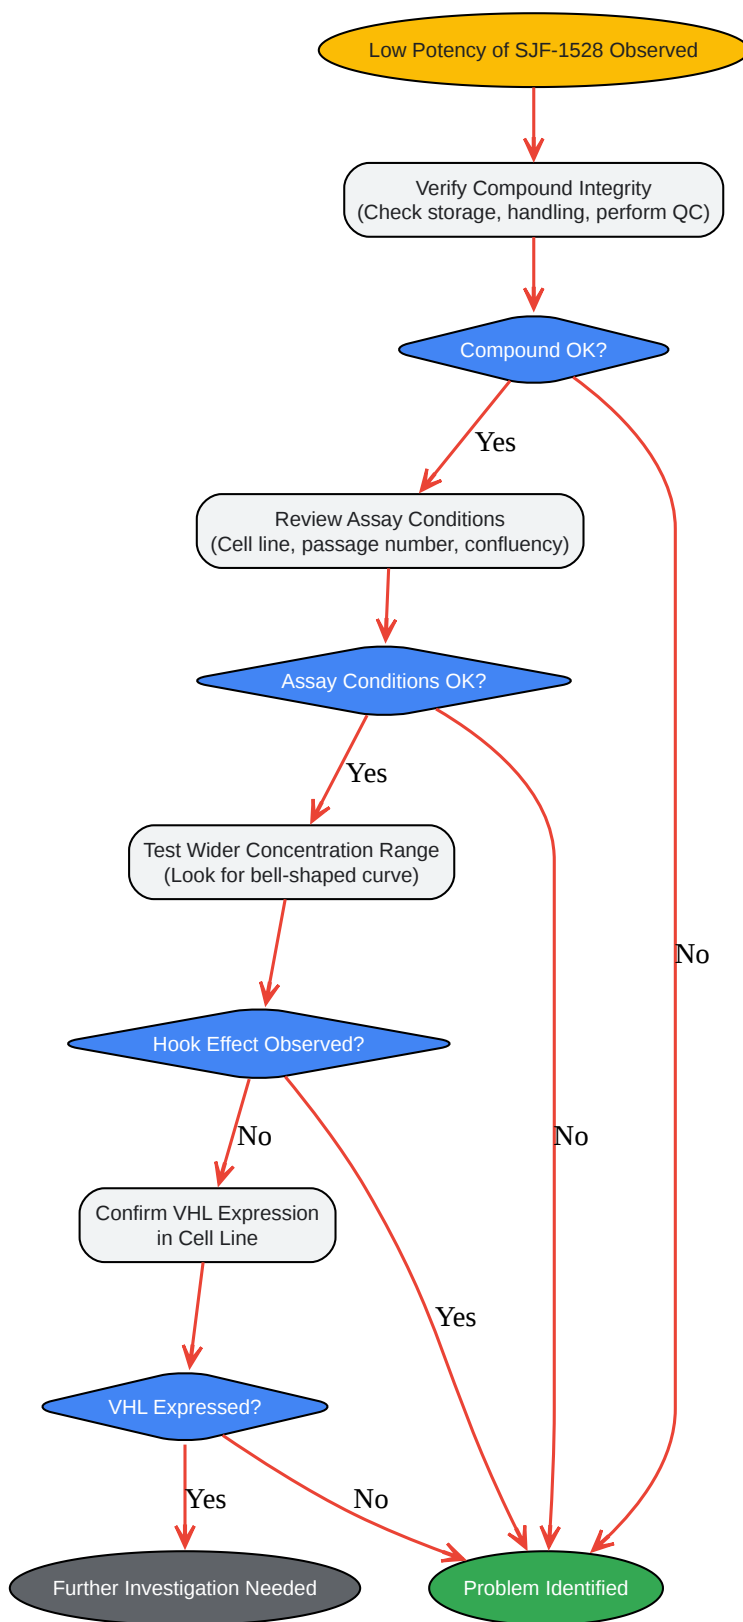 Low Potency of SJF-1528 Observed
Verify Compound Integrity
(Check storage, handling, perform QC)
Compound OK?
Yes
Review Assay Conditions
(Cell line, passage number, confluency)
Assay Conditions OK?
Yes
Test Wider Concentration Range
(Look for bell-shaped curve)
No
Hook Effect Observed?
No
No
Confirm VHL Expression
in Cell Line
Yes
VHL Expressed?
Yes
No
Further Investigation Needed
Problem Identified